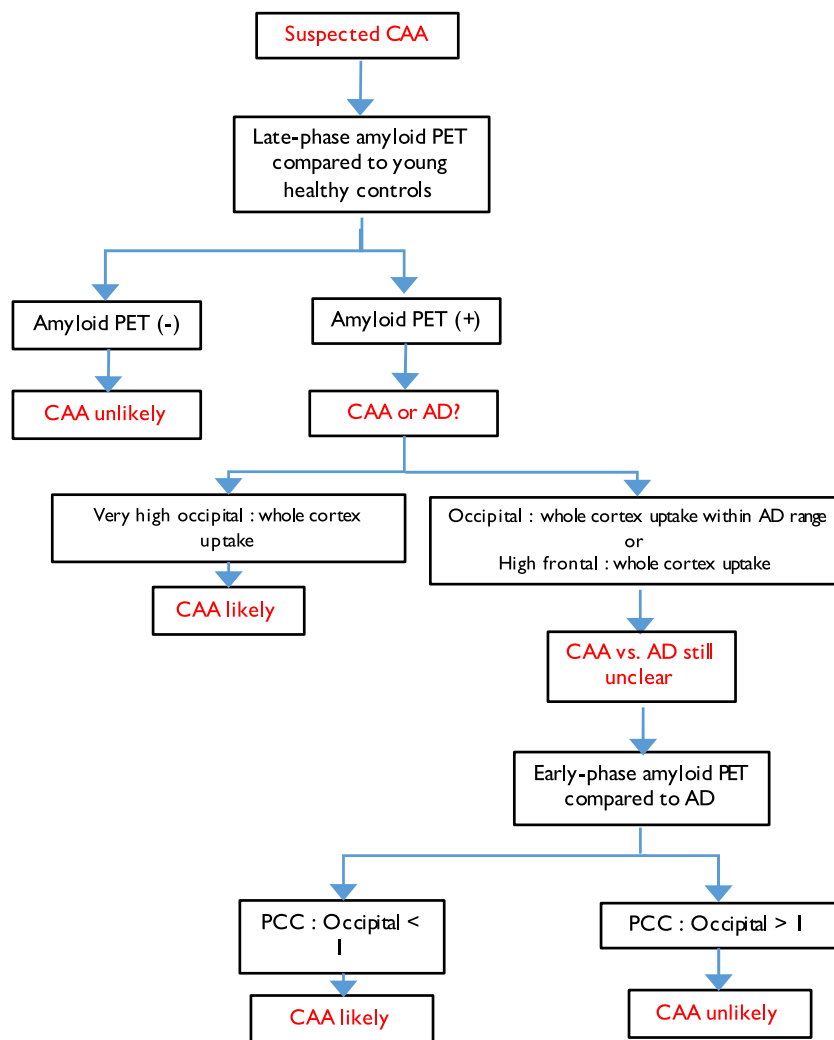 Suspected CAA
Late-phase amyloid PET
compared to young
healthy controls
Amyloid PET (-)
Amyloid PET (+)
CAA unlikely
CAA or AD?
Very high occipital : whole cortex
uptake
Occipital : whole cortex uptake within AD range
or
High frontal : whole cortex uptake
CAA likely
CAA vs. AD still
unclear
Early-phase amyloid PET
compared to AD
PCC : Occipital <
1
PCC : Occipital > 1
CAA likely
CAA unlikely